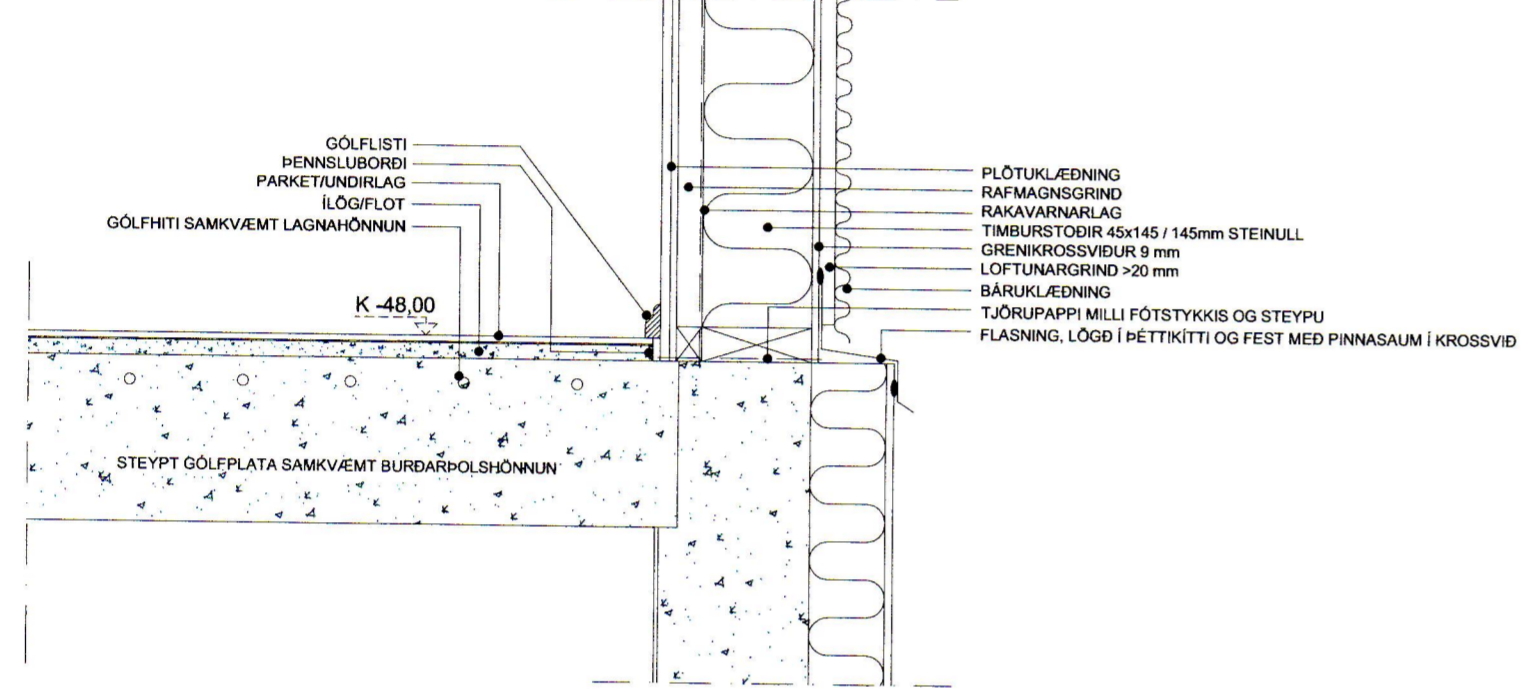 GÓLFLISTI
ÞENNSLUBORÐI
PARKET/UNDIRLAG
ÍLÖG/FLOT
GÓLFHITI SAMKVÆMT LAGNAHÖNNUN
K -48,00
STEYPT GÓLFPLATA SAMKVÆMT BURÐARÞOLSHÖNNUN
PLÖTUKLÆÐNING
RAFMAGNSGRIND
RAKAVARNARLAG
TIMBURSTOÐIR 45x145 / 145mm STEINULL
GRENIKROSSVIÐUR 9 mm
LOFTUNARGRIND >20 mm
BÁRUKLÆÐNING
TJÖRUPAPPI MILLI FÓTSTYKKIS OG STEYPU
FLASNING, LÖGÐ Í ÞÉTTIKÍTTI OG FEST MEÐ PINNASAUM Í KROSSVIÐ